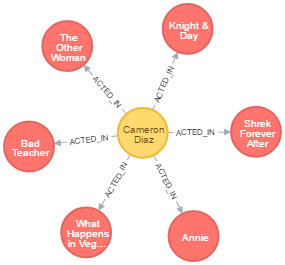 The
Other
Woman
Knight &
Day
ACTED_IN
ACTED_IN
Bad
Teacher
ACTED_IN
Cameron
Diaz
ACTED_IN
Shrek
Forever
After
ACTED_IN
ACTED_IN
What
Happens
in Veg…
Annie